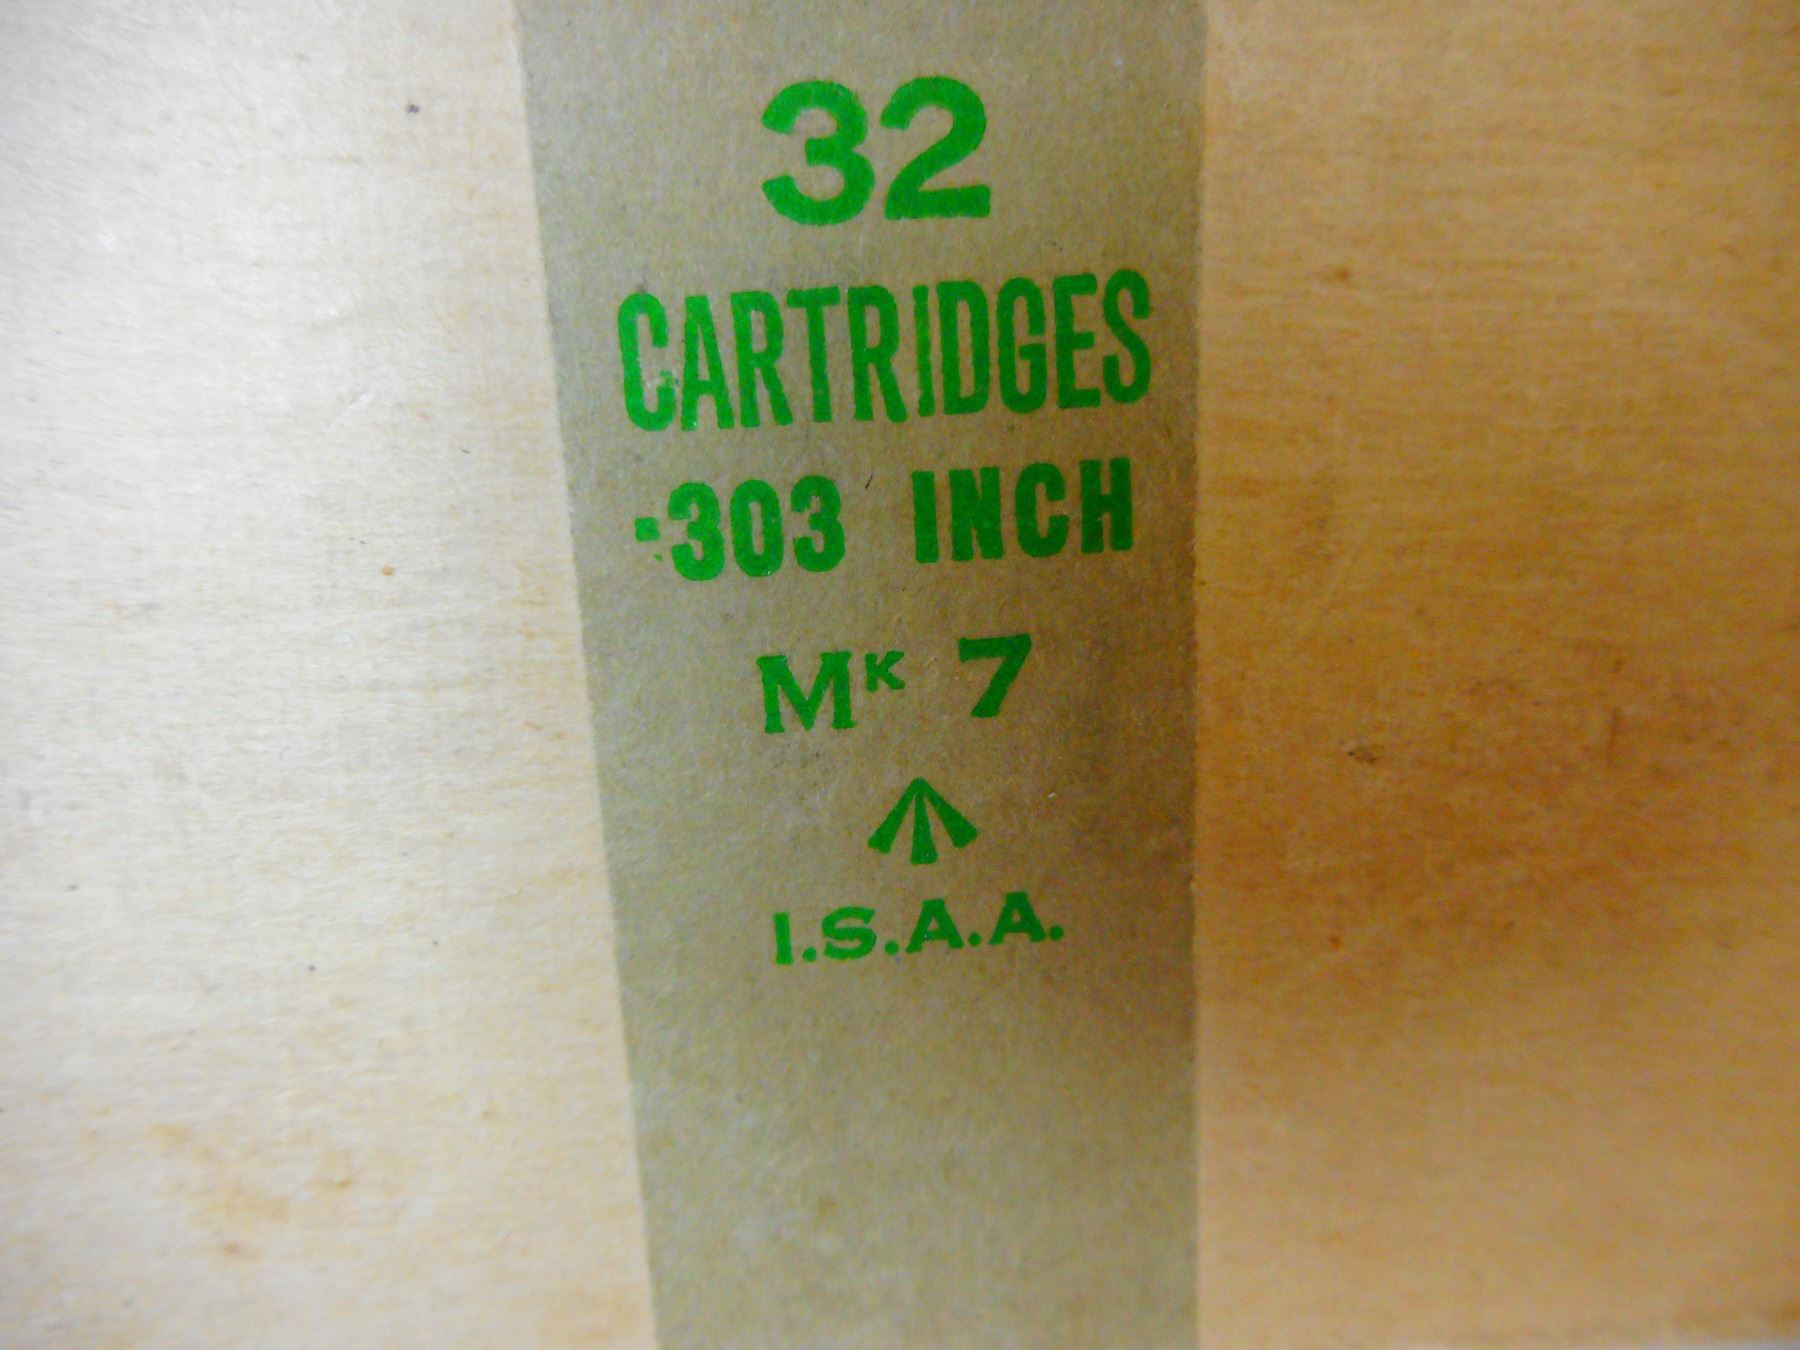 32
CARTRIDGES
·303 INCH
Mᴷ 7
I.S.A.A.